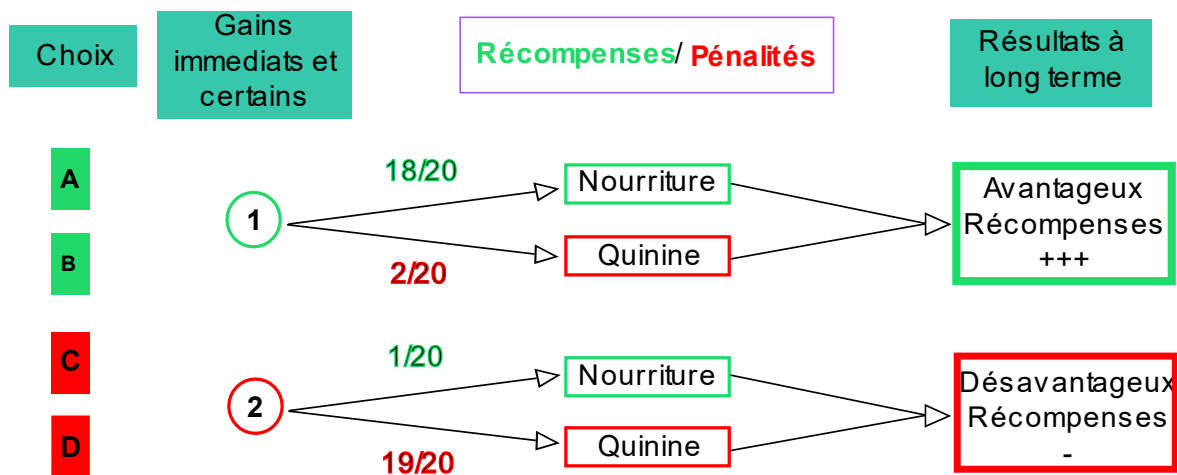 Choix
Gains
immediats et
certains
Récompenses/ Pénalités
Résultats à
long terme
A
B
1
18/20
2/20
Nourriture
Quinine
Avantageux
Récompenses
+++
C
D
2
1/20
19/20
Nourriture
Quinine
Désavantageux
Récompenses
-